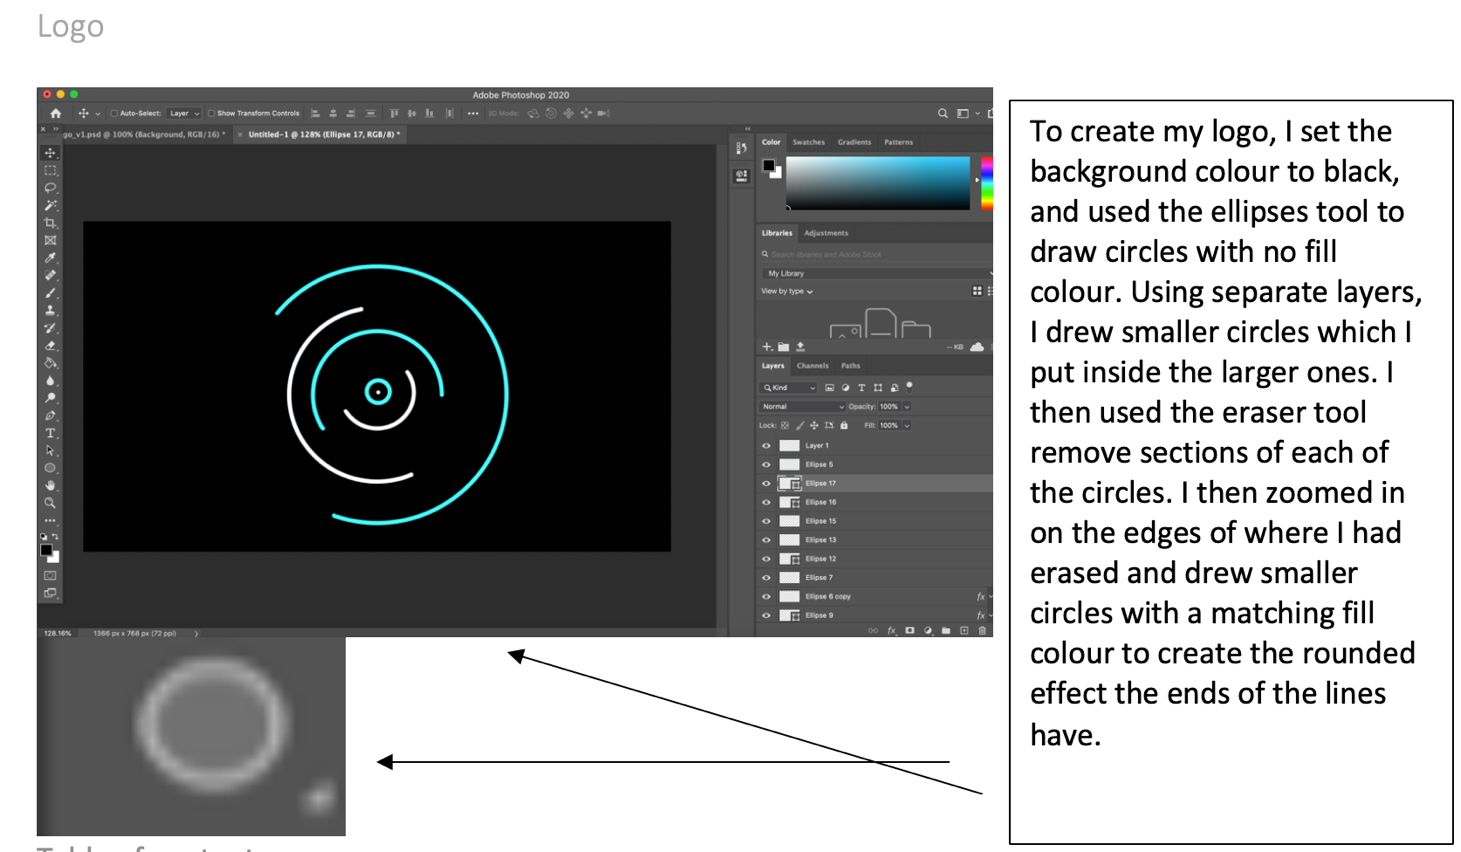 Logo
Adobe Photoshop 2020
Auto-Select: Layer Show Transform Controls 3D Mode:
go_v1.psd @ 100% (Background, RGB/16) * Untitled-1 @ 128% (Ellipse 17, RGB/8) *
Color Swatches Gradients Patterns
Libraries Adjustments
Search libraries and Adobe Stock
My Library
View by type
-- KB
Layers Channels Paths
Kind
Normal Opacity: 100%
Lock: Fill: 100%
Layer 1
Ellipse 5
Ellipse 17
Ellipse 16
Ellipse 15
Ellipse 13
Ellipse 12
Ellipse 7
Ellipse 6 copy fx
Ellipse 9 fx
128.16% 1366 px x 768 px (72 ppi)
To create my logo, I set the
background colour to black,
and used the ellipses tool to
draw circles with no fill
colour. Using separate layers,
I drew smaller circles which I
put inside the larger ones. I
then used the eraser tool
remove sections of each of
the circles. I then zoomed in
on the edges of where I had
erased and drew smaller
circles with a matching fill
colour to create the rounded
effect the ends of the lines
have.